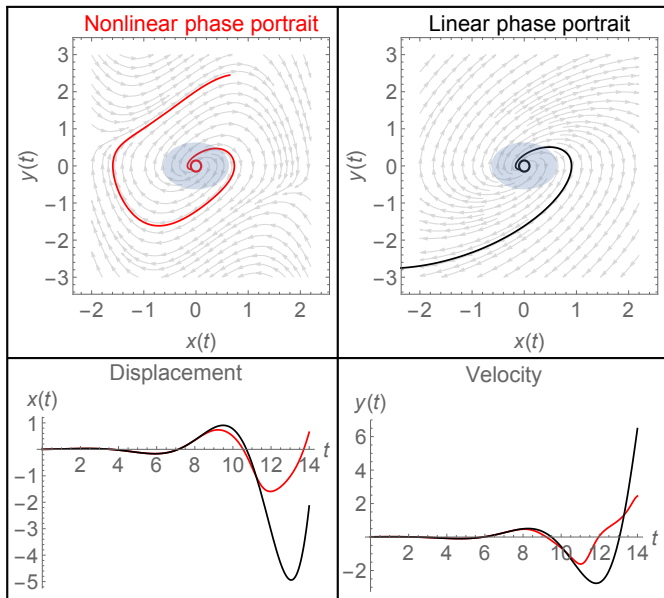 Nonlinear phase portrait
3
2
1
0
−1
−2
−3
y(t)
−2 −1 0 1 2
x(t)
Linear phase portrait
3
2
1
0
−1
−2
−3
y(t)
−2 −1 0 1 2
x(t)
Displacement
x(t)
1
2 4 6 8 10 12 14 t
−1
−2
−3
−4
−5
Velocity
y(t)
6
4
2
2 4 6 8 10 12 14 t
−2